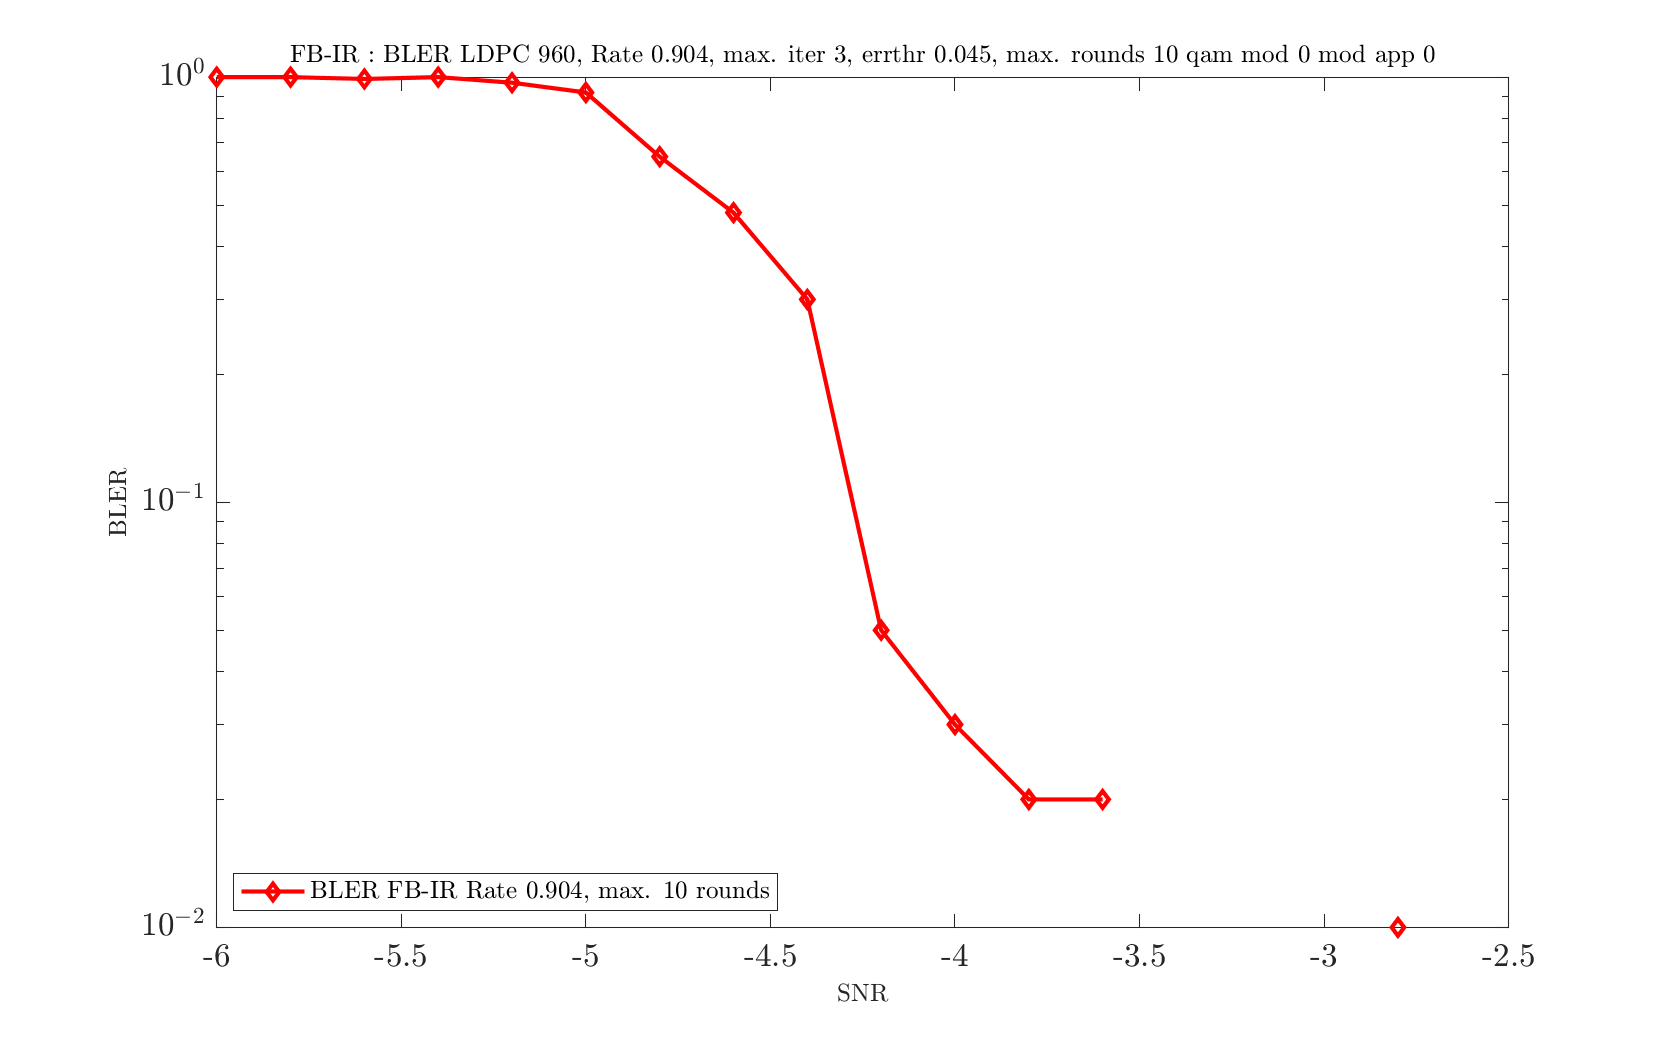 FB-IR : BLER LDPC 960, Rate 0.904, max. iter 3, errthr 0.045, max. rounds 10 qam mod 0 mod app 0
10^0
10^-1
10^-2
BLER
BLER FB-IR Rate 0.904, max. 10 rounds
-6 -5.5 -5 -4.5 -4 -3.5 -3 -2.5
SNR